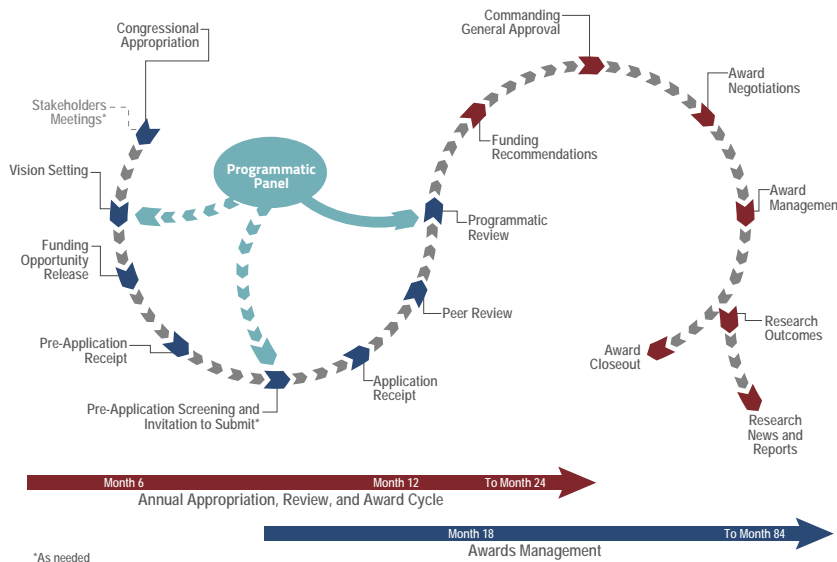 Congressional
Appropriation
Stakeholders
Meetings*
Vision Setting
Funding
Opportunity
Release
Pre-Application
Receipt
Pre-Application Screening and
Invitation to Submit*
Application
Receipt
Peer Review
Programmatic
Review
Programmatic
Panel
Funding
Recommendations
Commanding
General Approval
Award
Negotiations
Award
Management
Research
Outcomes
Award
Closeout
Research
News and
Reports
Month 6
Month 12
To Month 24
Annual Appropriation, Review, and Award Cycle
Month 18
To Month 84
Awards Management
*As needed